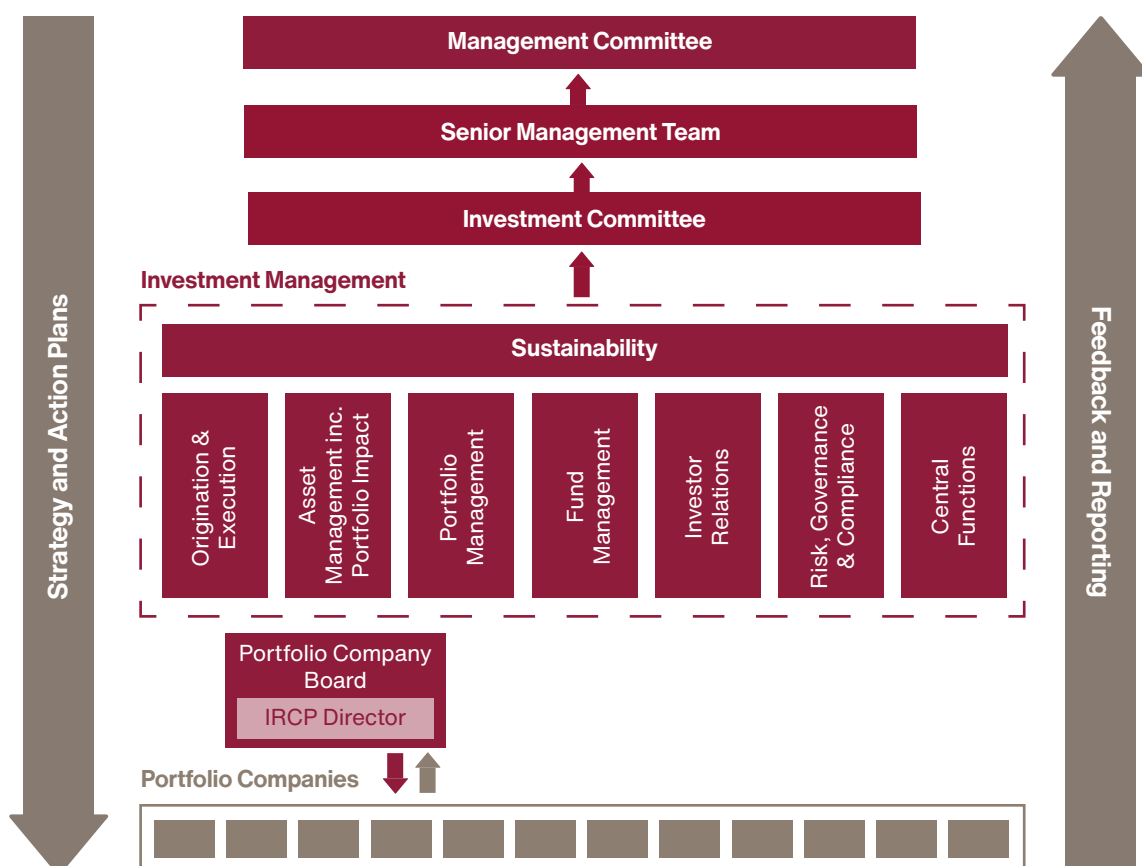 Management Committee
Senior Management Team
Investment Committee
Investment Management
Sustainability
Origination &
Execution
Asset
Management inc.
Portfolio Impact
Portfolio
Management
Fund
Management
Investor
Relations
Risk, Governance
& Compliance
Central
Functions
Portfolio Company
Board
IRCP Director
Portfolio Companies
Strategy and Action Plans
Feedback and Reporting